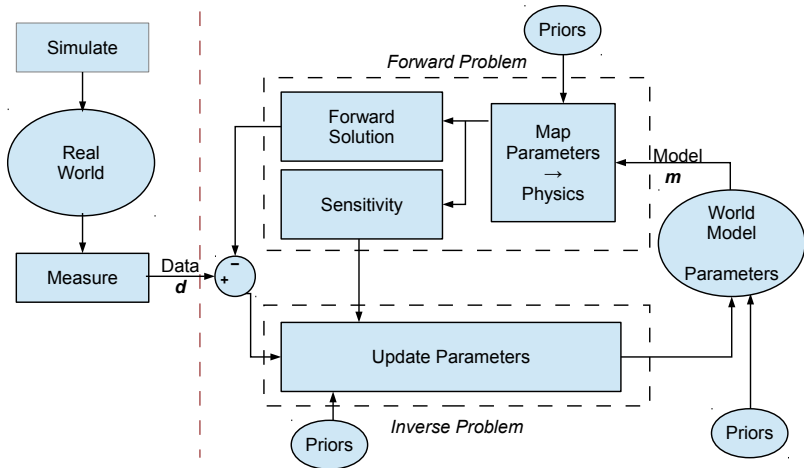 Simulate
Real
World
Measure
Data
d
−
+
Priors
Forward Problem
Forward
Solution
Sensitivity
Map
Parameters
→
Physics
Model
m
World
Model
Parameters
Update Parameters
Inverse Problem
Priors
Priors